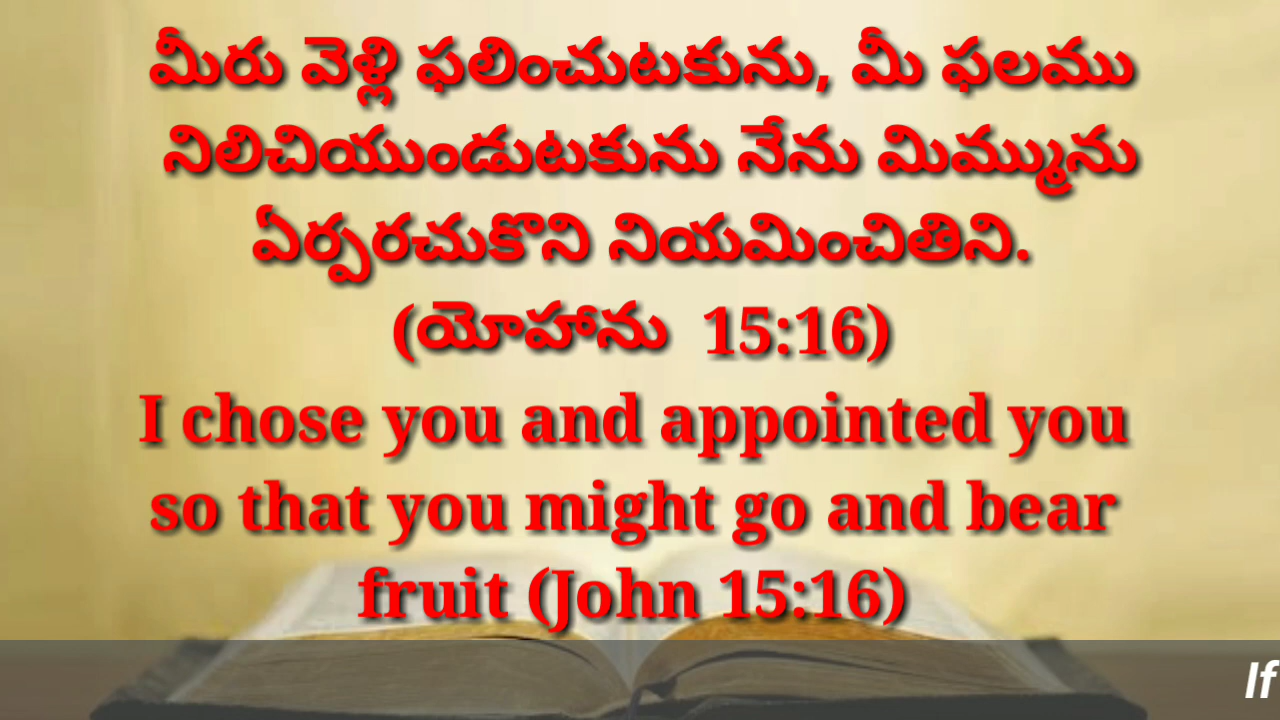 మీరు వెళ్లి ఫలించుటకును, మీ ఫలము
నిలిచియుండుటకును నేను మిమ్మును
ఏర్పరచుకొని నియమించితిని.
(యోహాను 15:16)
I chose you and appointed you
so that you might go and bear
fruit (John 15:16)
If